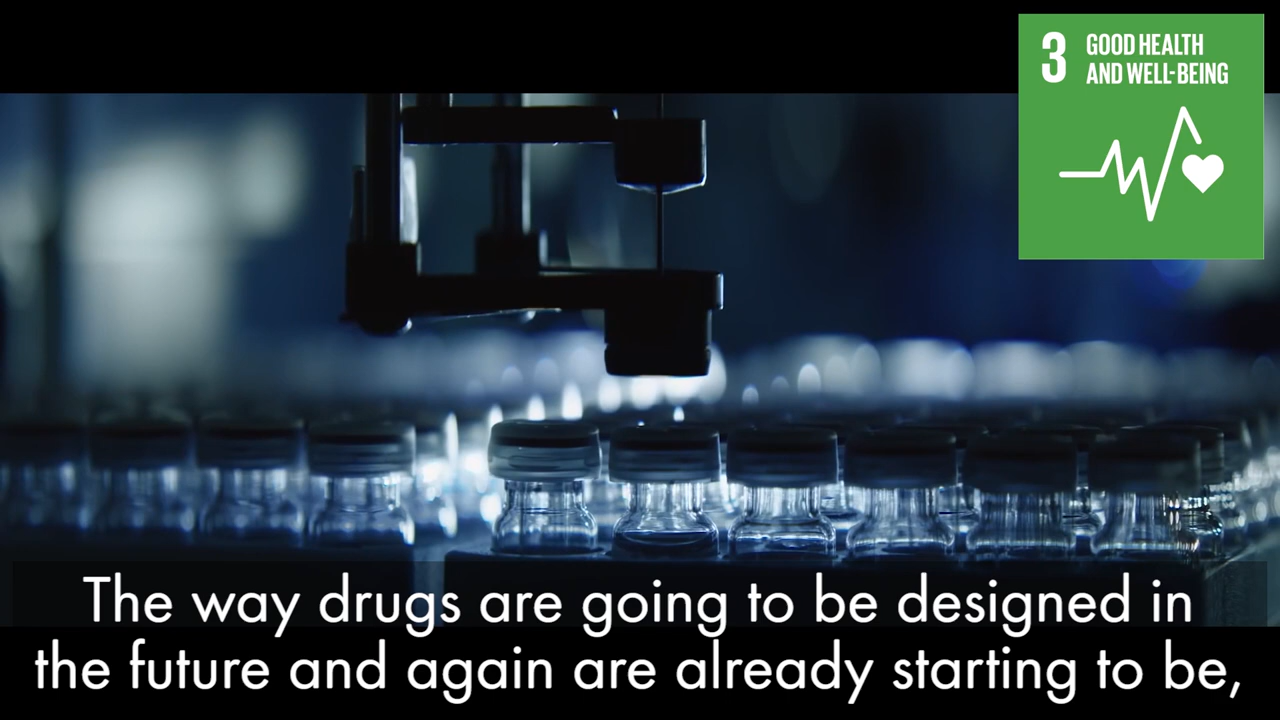 3 GOOD HEALTH
AND WELL-BEING
The way drugs are going to be designed in
the future and again are already starting to be,